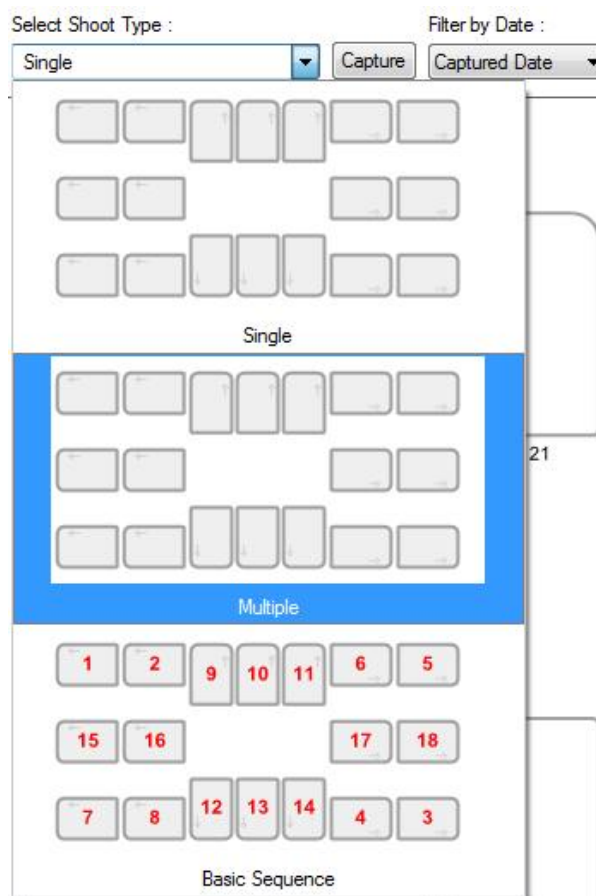 Select Shoot Type : Filter by Date :
Single Capture Captured Date
Single
21
Multiple
1 2 9 10 11 6 5
15 16 17 18
7 8 12 13 14 4 3
Basic Sequence